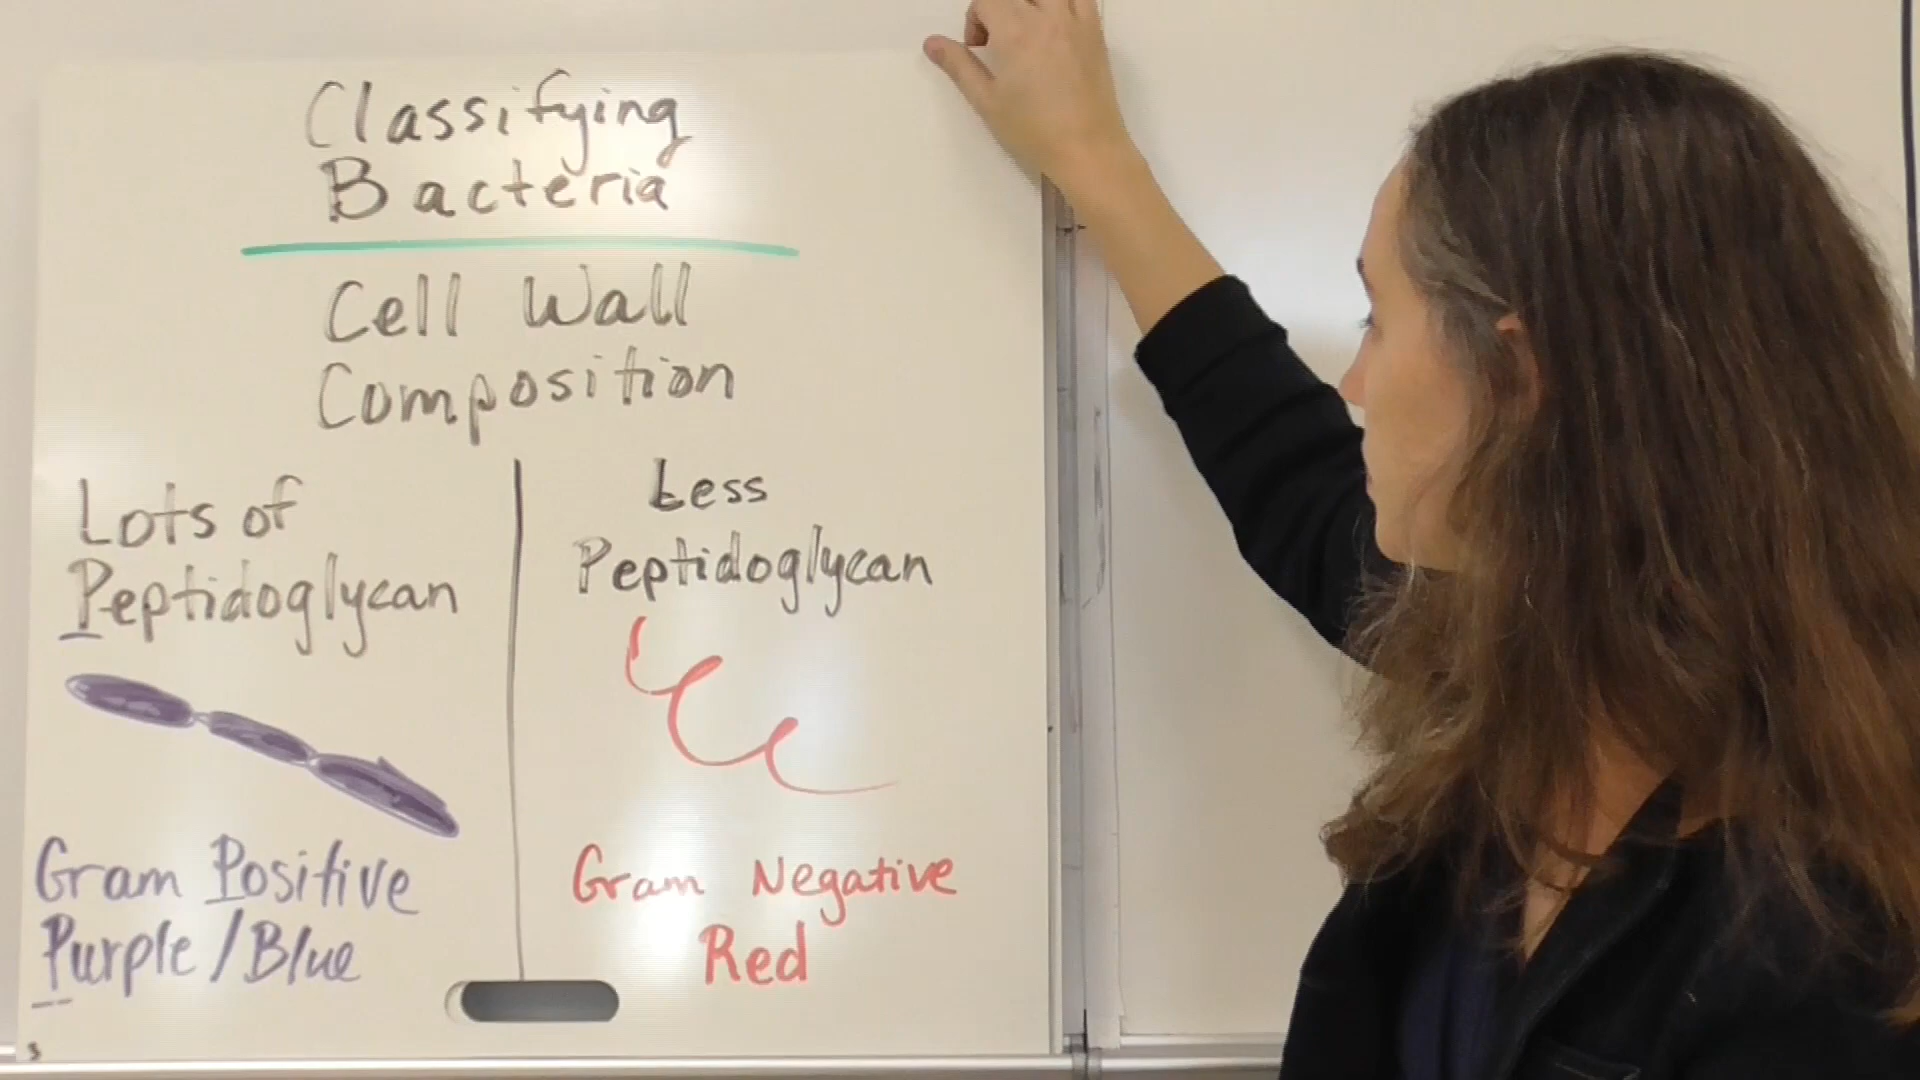 Classifying
Bacteria
Cell Wall
Composition
Lots of
Peptidoglycan
Gram Positive
Purple/Blue
Less
Peptidoglycan
Gram Negative
Red